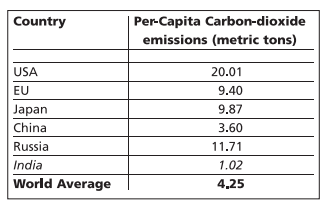 Country Per-Capita Carbon-dioxide
emissions (metric tons)
USA 20.01
EU 9.40
Japan 9.87
China 3.60
Russia 11.71
India 1.02
World Average 4.25